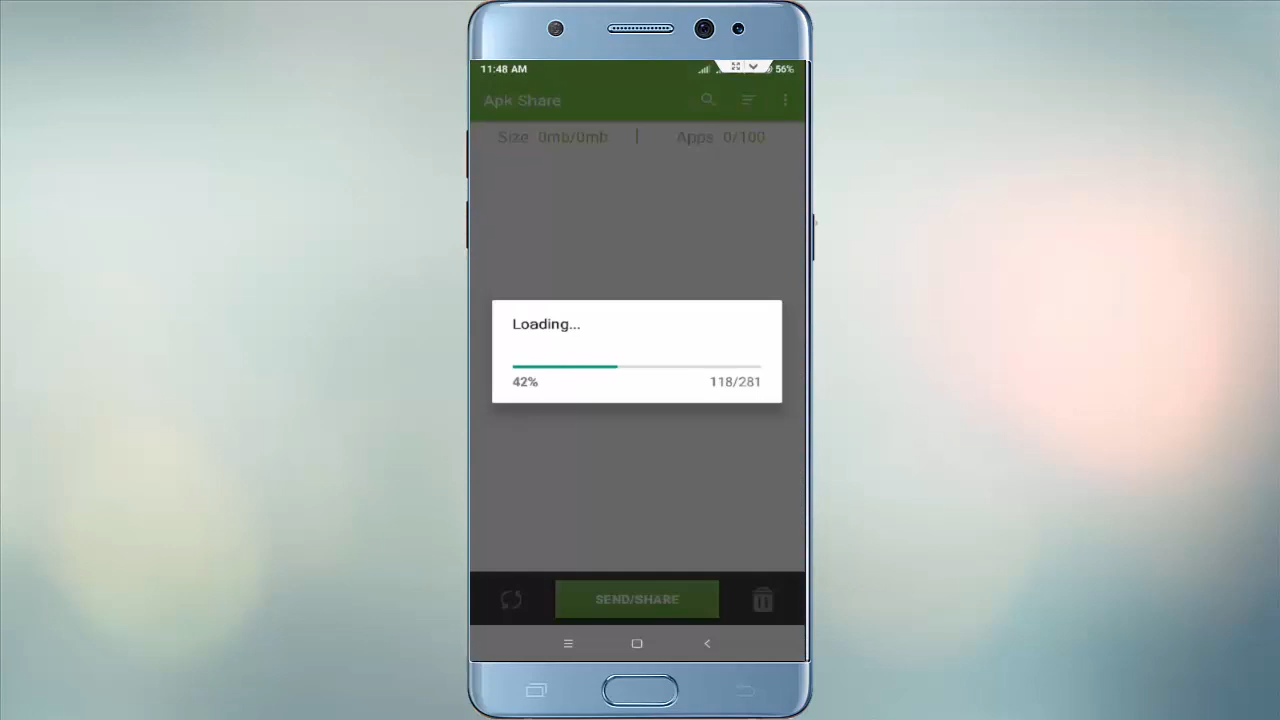 11:48 AM
56%
Apk Share
Size 0mb/0mb | Apps 0/100
Loading...
42% 118/281
SEND/SHARE